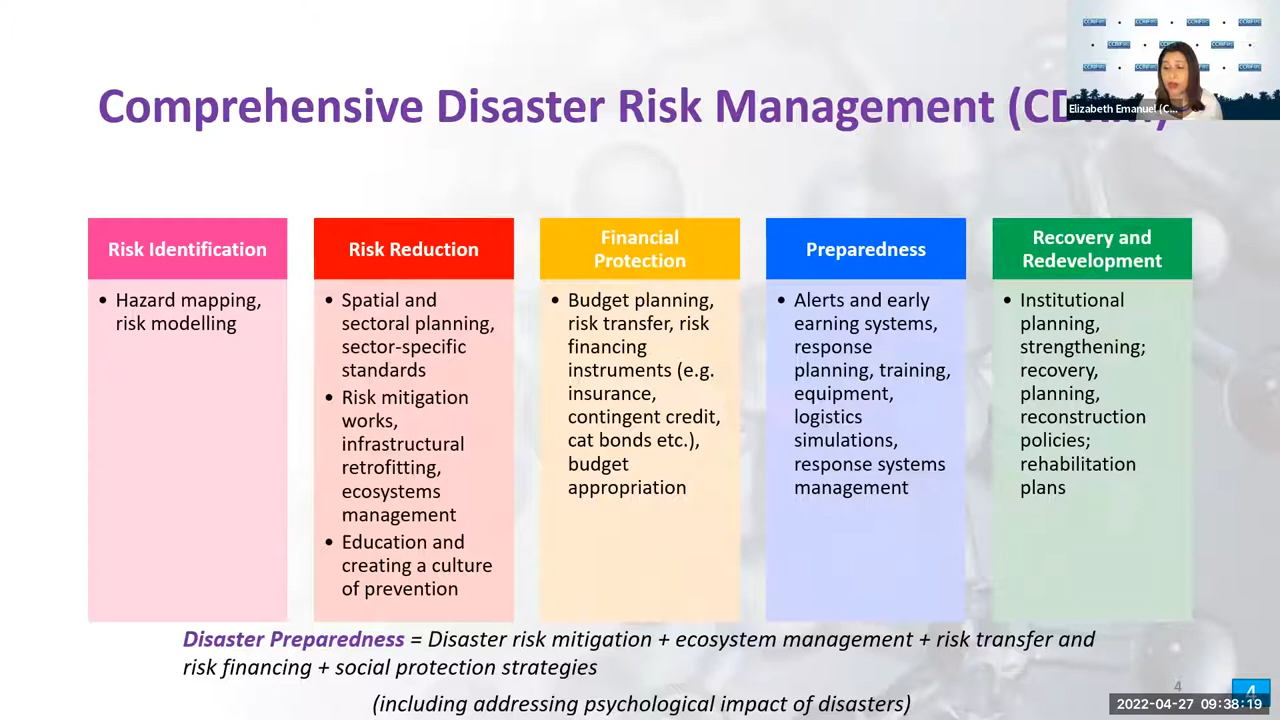 Comprehensive Disaster Risk Management
Elizabeth Emanuel (C...
Risk Identification
• Hazard mapping,
risk modelling
Risk Reduction
• Spatial and
sectoral planning,
sector-specific
standards
• Risk mitigation
works,
infrastructural
retrofitting,
ecosystems
management
• Education and
creating a culture
of prevention
Financial
Protection
• Budget planning,
risk transfer, risk
financing
instruments (e.g.
insurance,
contingent credit,
cat bonds etc.),
budget
appropriation
Preparedness
• Alerts and early
earning systems,
response
planning, training,
equipment,
logistics
simulations,
response systems
management
Recovery and
Redevelopment
• Institutional
planning,
strengthening;
recovery,
planning,
reconstruction
policies;
rehabilitation
plans
Disaster Preparedness = Disaster risk mitigation + ecosystem management + risk transfer and
risk financing + social protection strategies
(including addressing psychological impact of disasters)
4
4
2022-04-27 09:38:19